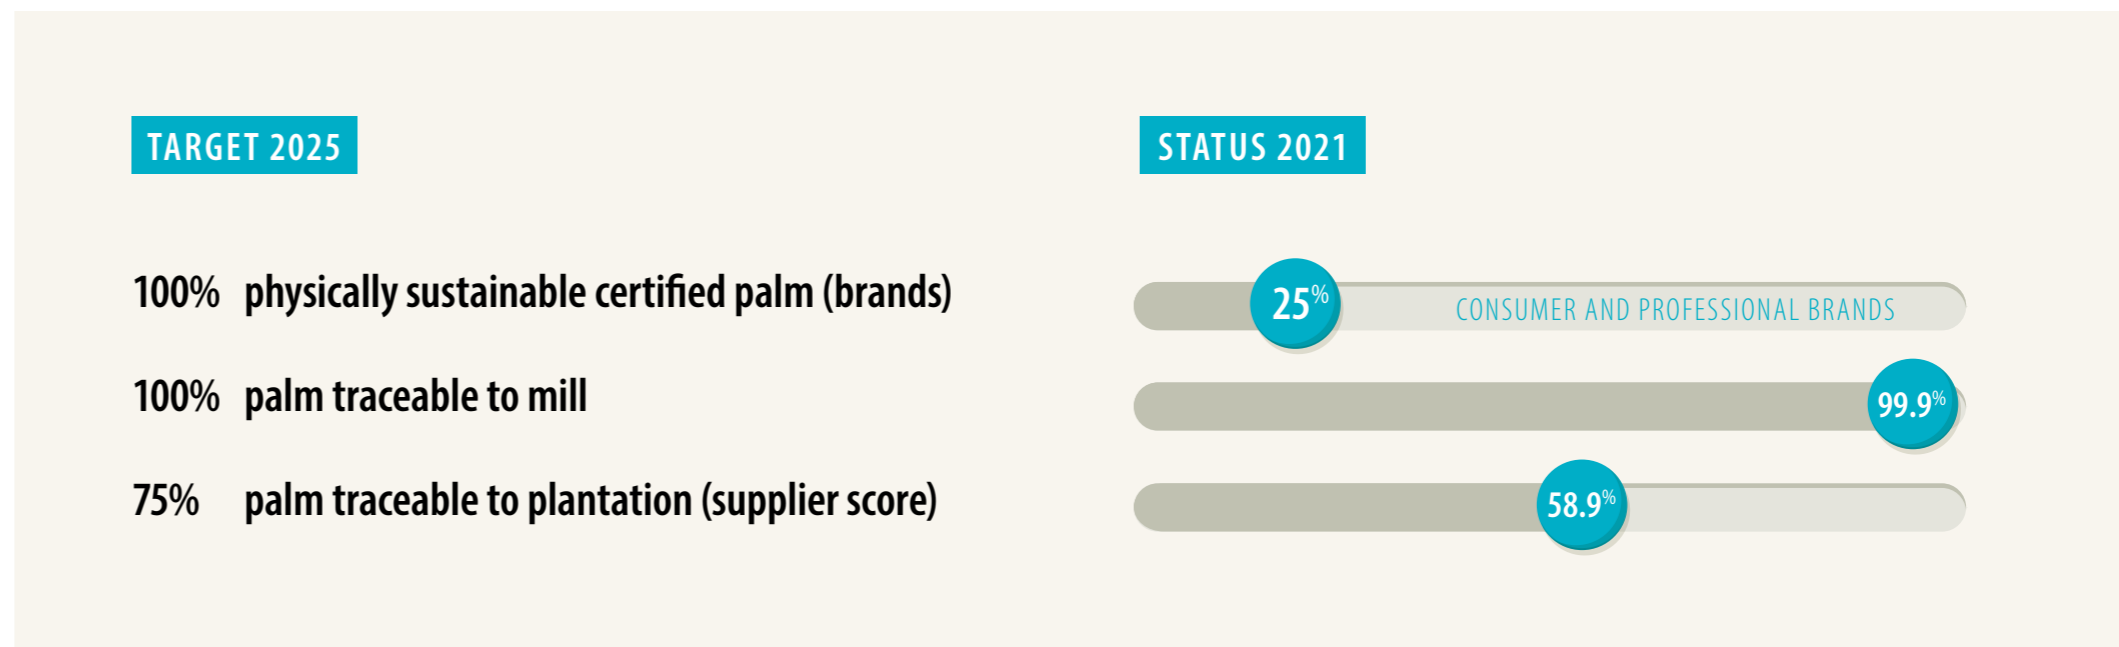 TARGET 2025
STATUS 2021
100% physically sustainable certified palm (brands)
25%
CONSUMER AND PROFESSIONAL BRANDS
100% palm traceable to mill
99.9%
75% palm traceable to plantation (supplier score)
58.9%